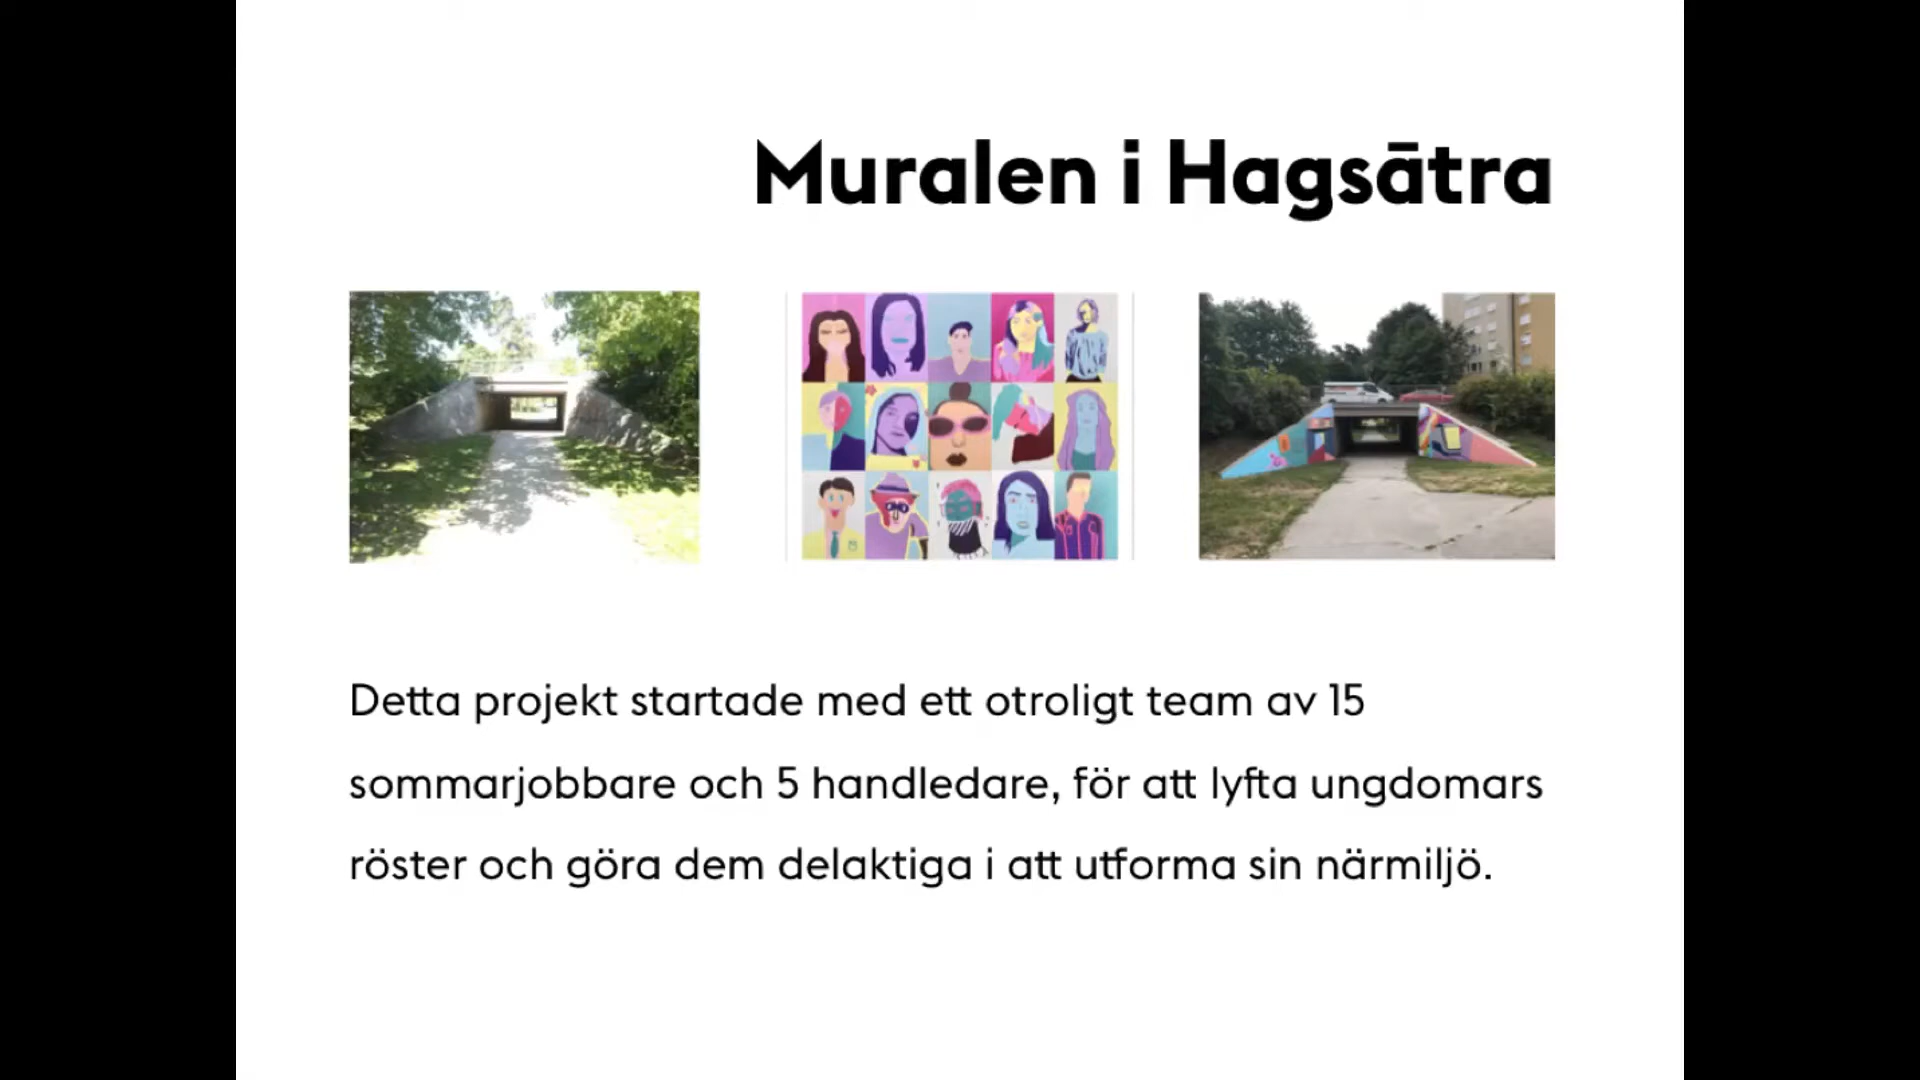 Muralen i Hagsātra
Detta projekt startade med ett otroligt team av 15
sommarjobbare och 5 handledare, för att lyfta ungdomars
röster och göra dem delaktiga i att utforma sin närmiljö.